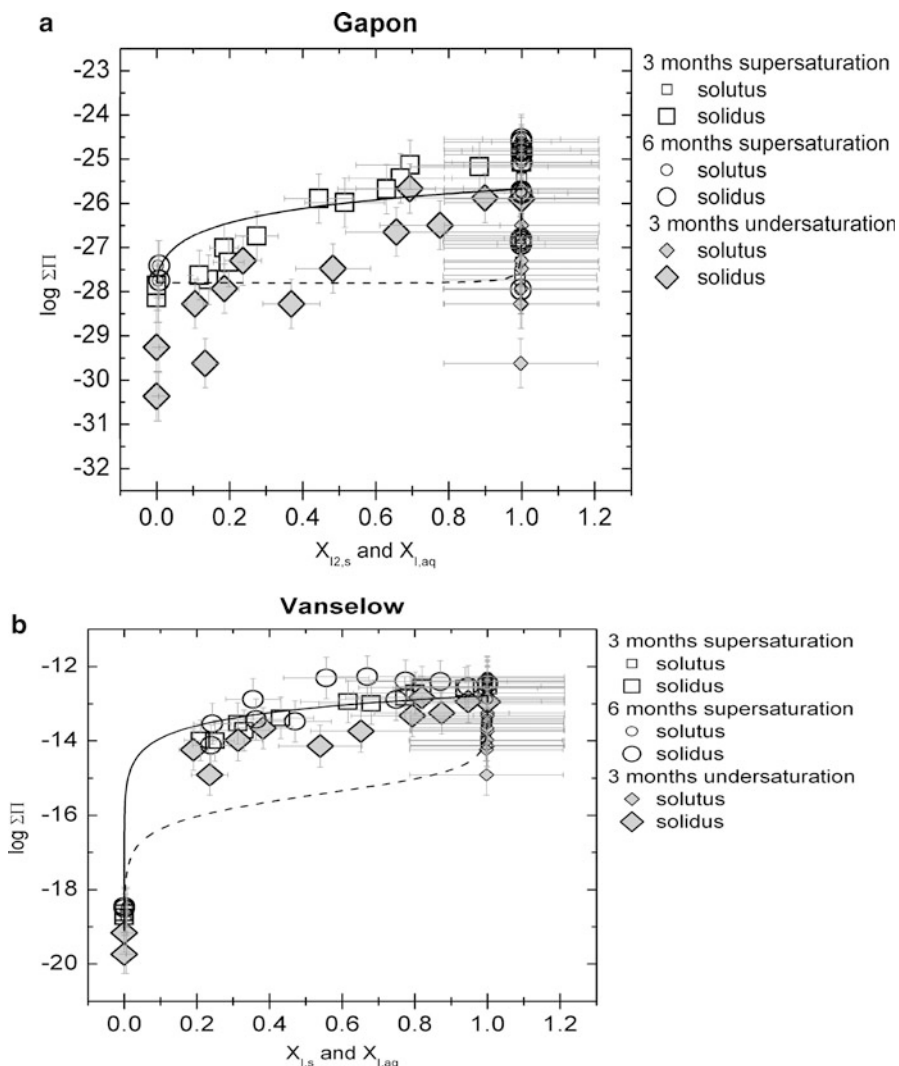 a
Gapon
-23
-24
-25
-26
-27
-28
-29
-30
-31
-32
log ΣΠ
0.0 0.2 0.4 0.6 0.8 1.0 1.2
X_I2,s and X_I,aq
3 months supersaturation
solutus
solidus
6 months supersaturation
solutus
solidus
3 months undersaturation
solutus
solidus
b
Vanselow
-12
-14
-16
-18
-20
log ΣΠ
0.0 0.2 0.4 0.6 0.8 1.0 1.2
X_I,s and X_I,aq
3 months supersaturation
solutus
solidus
6 months supersaturation
solutus
solidus
3 months undersaturation
solutus
solidus